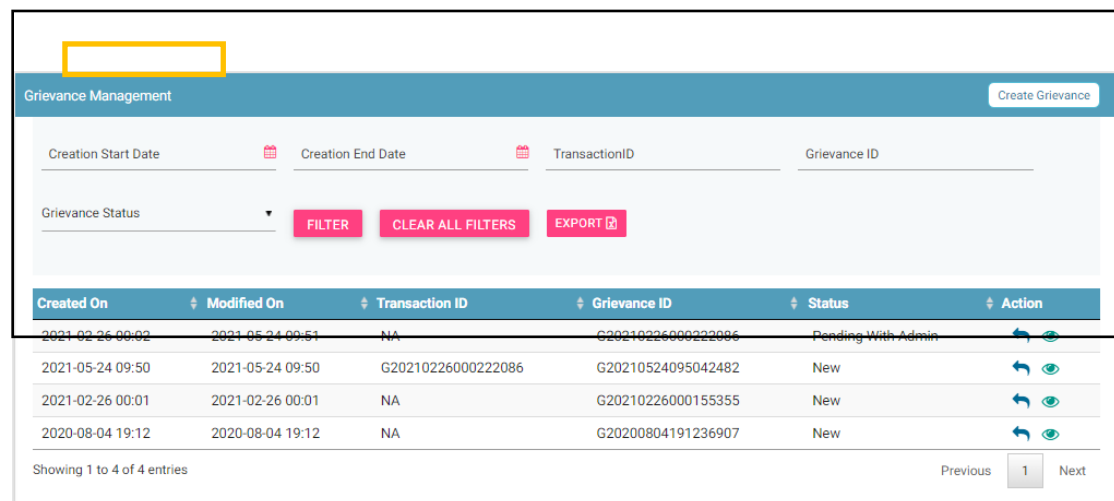 Grievance Management Create Grievance
Creation Start Date Creation End Date TransactionID Grievance ID
Grievance Status FILTER CLEAR ALL FILTERS EXPORT
Created On Modified On Transaction ID Grievance ID Status Action
2021-02-26 00:02 2021-05-24 09:51 NA G20210226000222086 Pending With Admin
2021-05-24 09:50 2021-05-24 09:50 G20210226000222086 G20210524095042482 New
2021-02-26 00:01 2021-02-26 00:01 NA G20210226000155355 New
2020-08-04 19:12 2020-08-04 19:12 NA G20200804191236907 New
Showing 1 to 4 of 4 entries Previous 1 Next